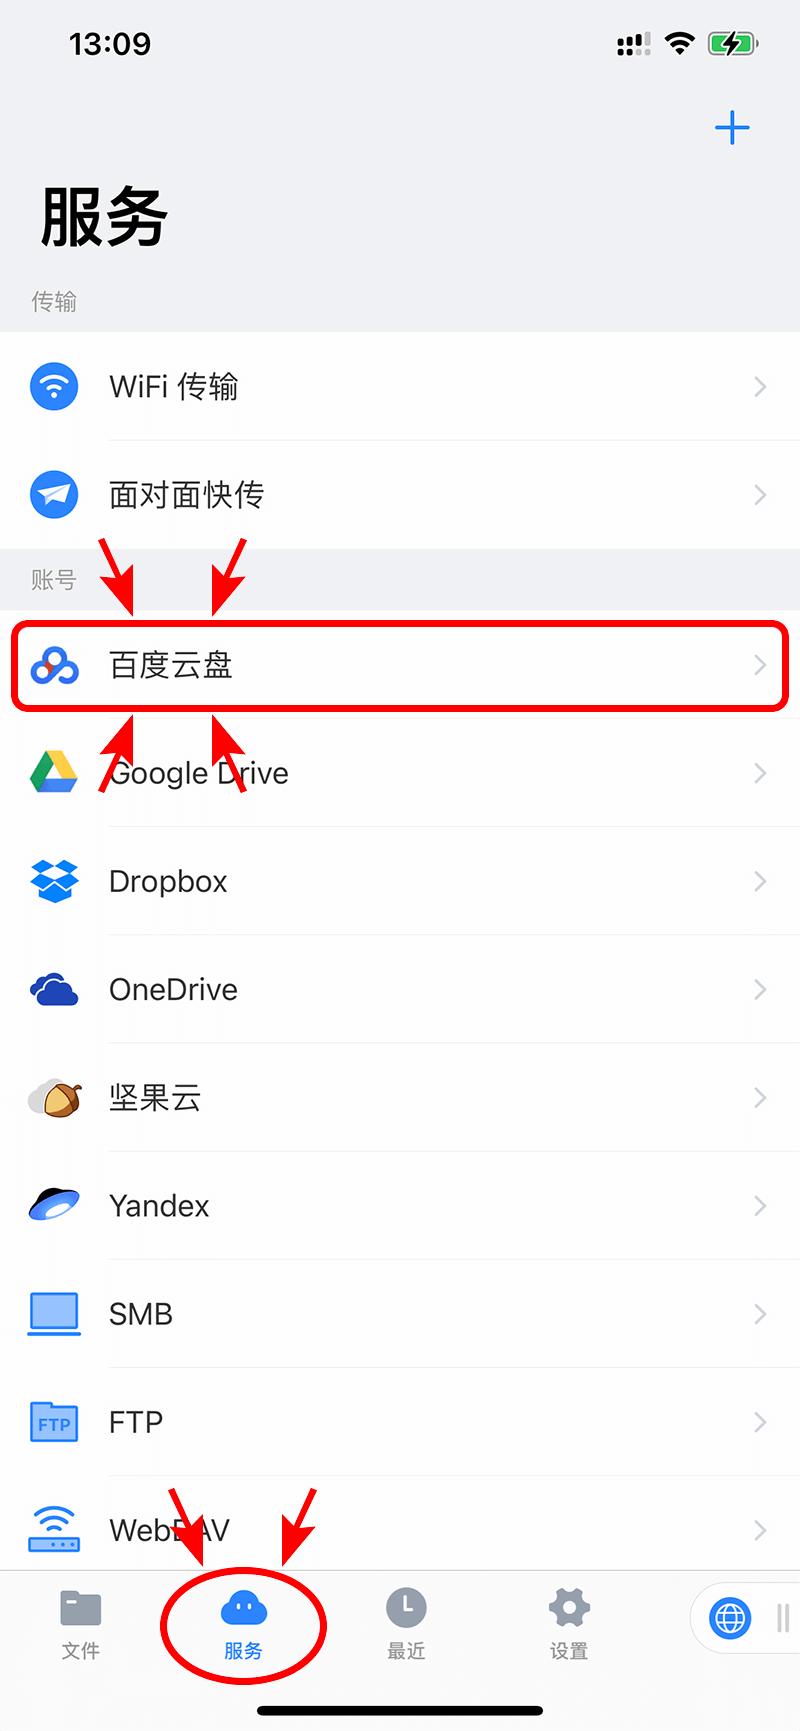 13:09
服务
传输
WiFi 传输
面对面快传
账号
百度云盘
Google Drive
Dropbox
OneDrive
坚果云
Yandex
SMB
FTP
FTP
WebDAV
文件
服务
最近
设置